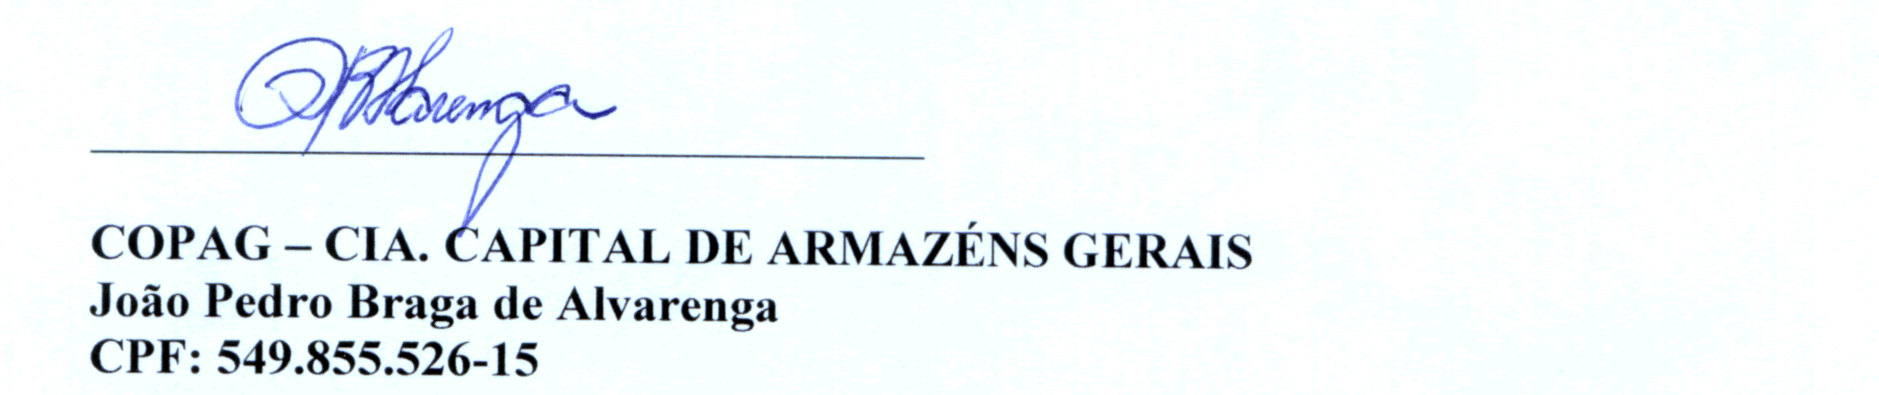 COPAG – CIA. CAPITAL DE ARMAZÉNS GERAIS
João Pedro Braga de Alvarenga
CPF: 549.855.526-15